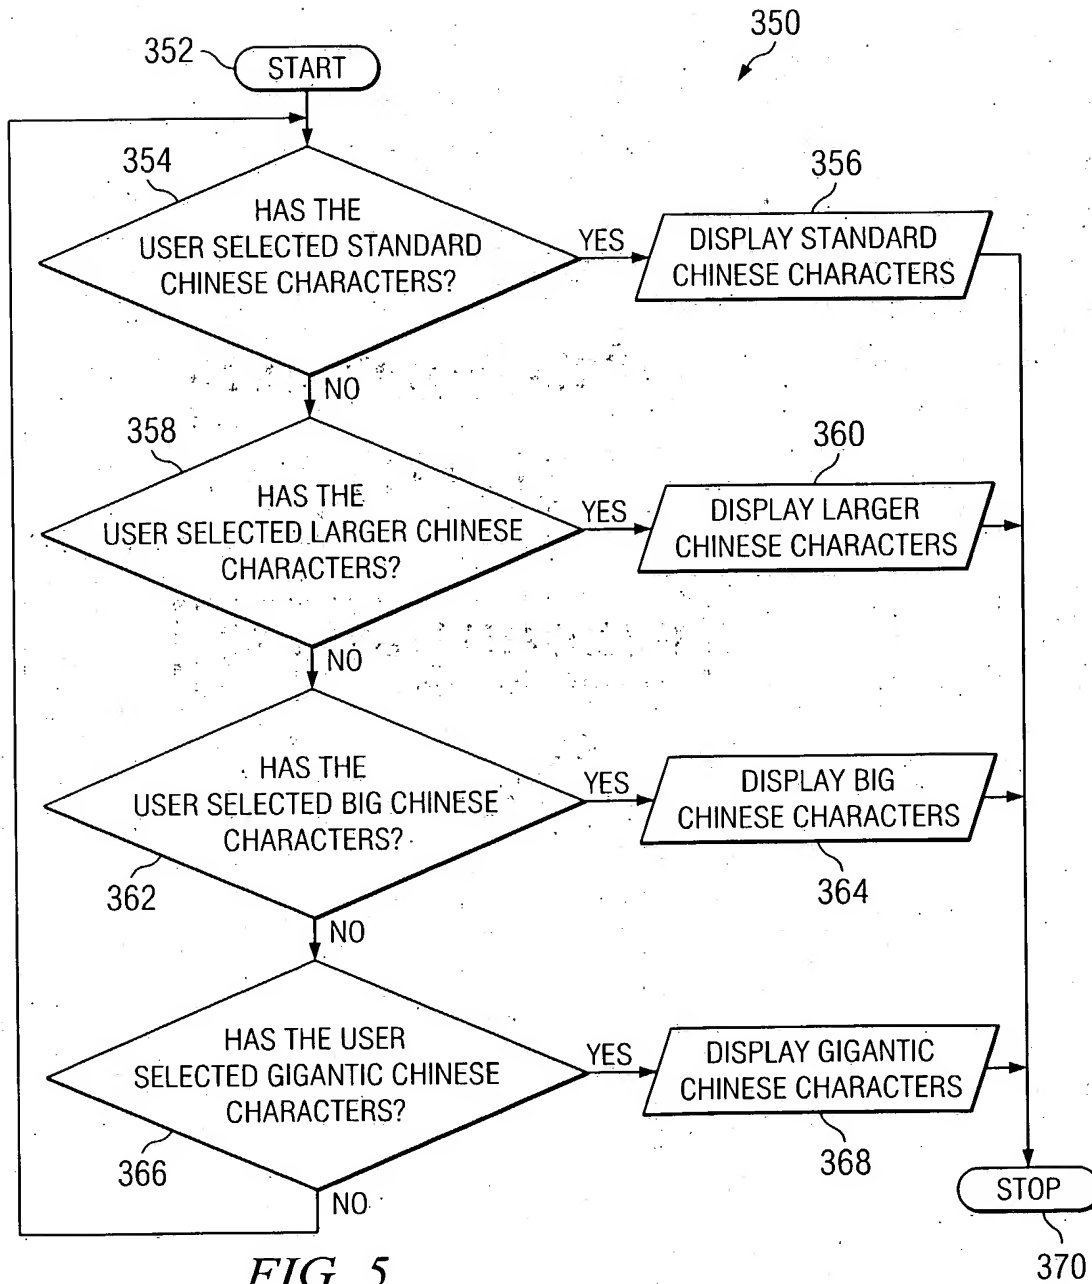 350
352
START
354
HAS THE
USER SELECTED STANDARD
CHINESE CHARACTERS?
YES
356
DISPLAY STANDARD
CHINESE CHARACTERS
NO
358
HAS THE
USER SELECTED LARGER CHINESE
CHARACTERS?
YES
360
DISPLAY LARGER
CHINESE CHARACTERS
NO
HAS THE
USER SELECTED BIG CHINESE
CHARACTERS?
362
YES
DISPLAY BIG
CHINESE CHARACTERS
364
NO
HAS THE USER
SELECTED GIGANTIC CHINESE
CHARACTERS?
366
YES
DISPLAY GIGANTIC
CHINESE CHARACTERS
368
NO
STOP
370
FIG. 5